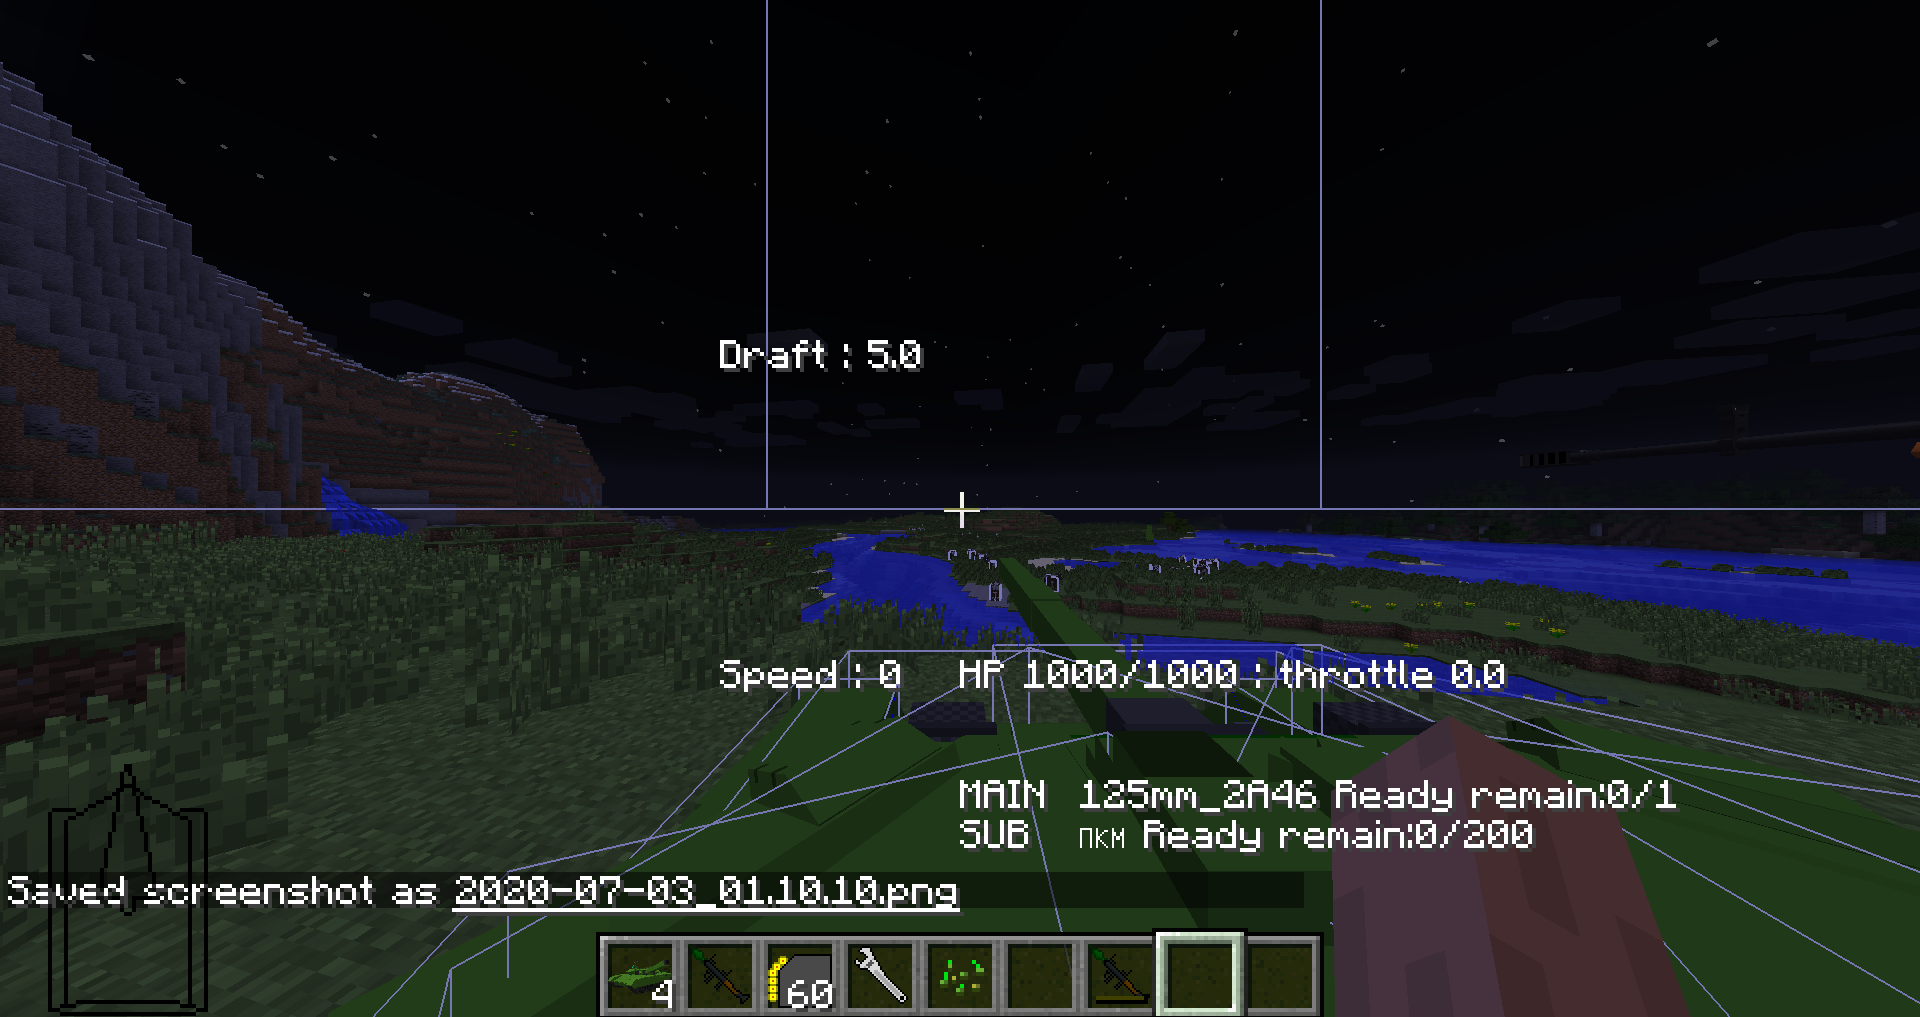 Draft : 5.0
Speed : 0 HP 1000/1000 : throttle 0.0
MAIN 125mm_2A46 Ready remain:0/1
SUB ПКМ Ready remain:0/200
Saved screenshot as 2020-07-03_01.10.10.png
4 60